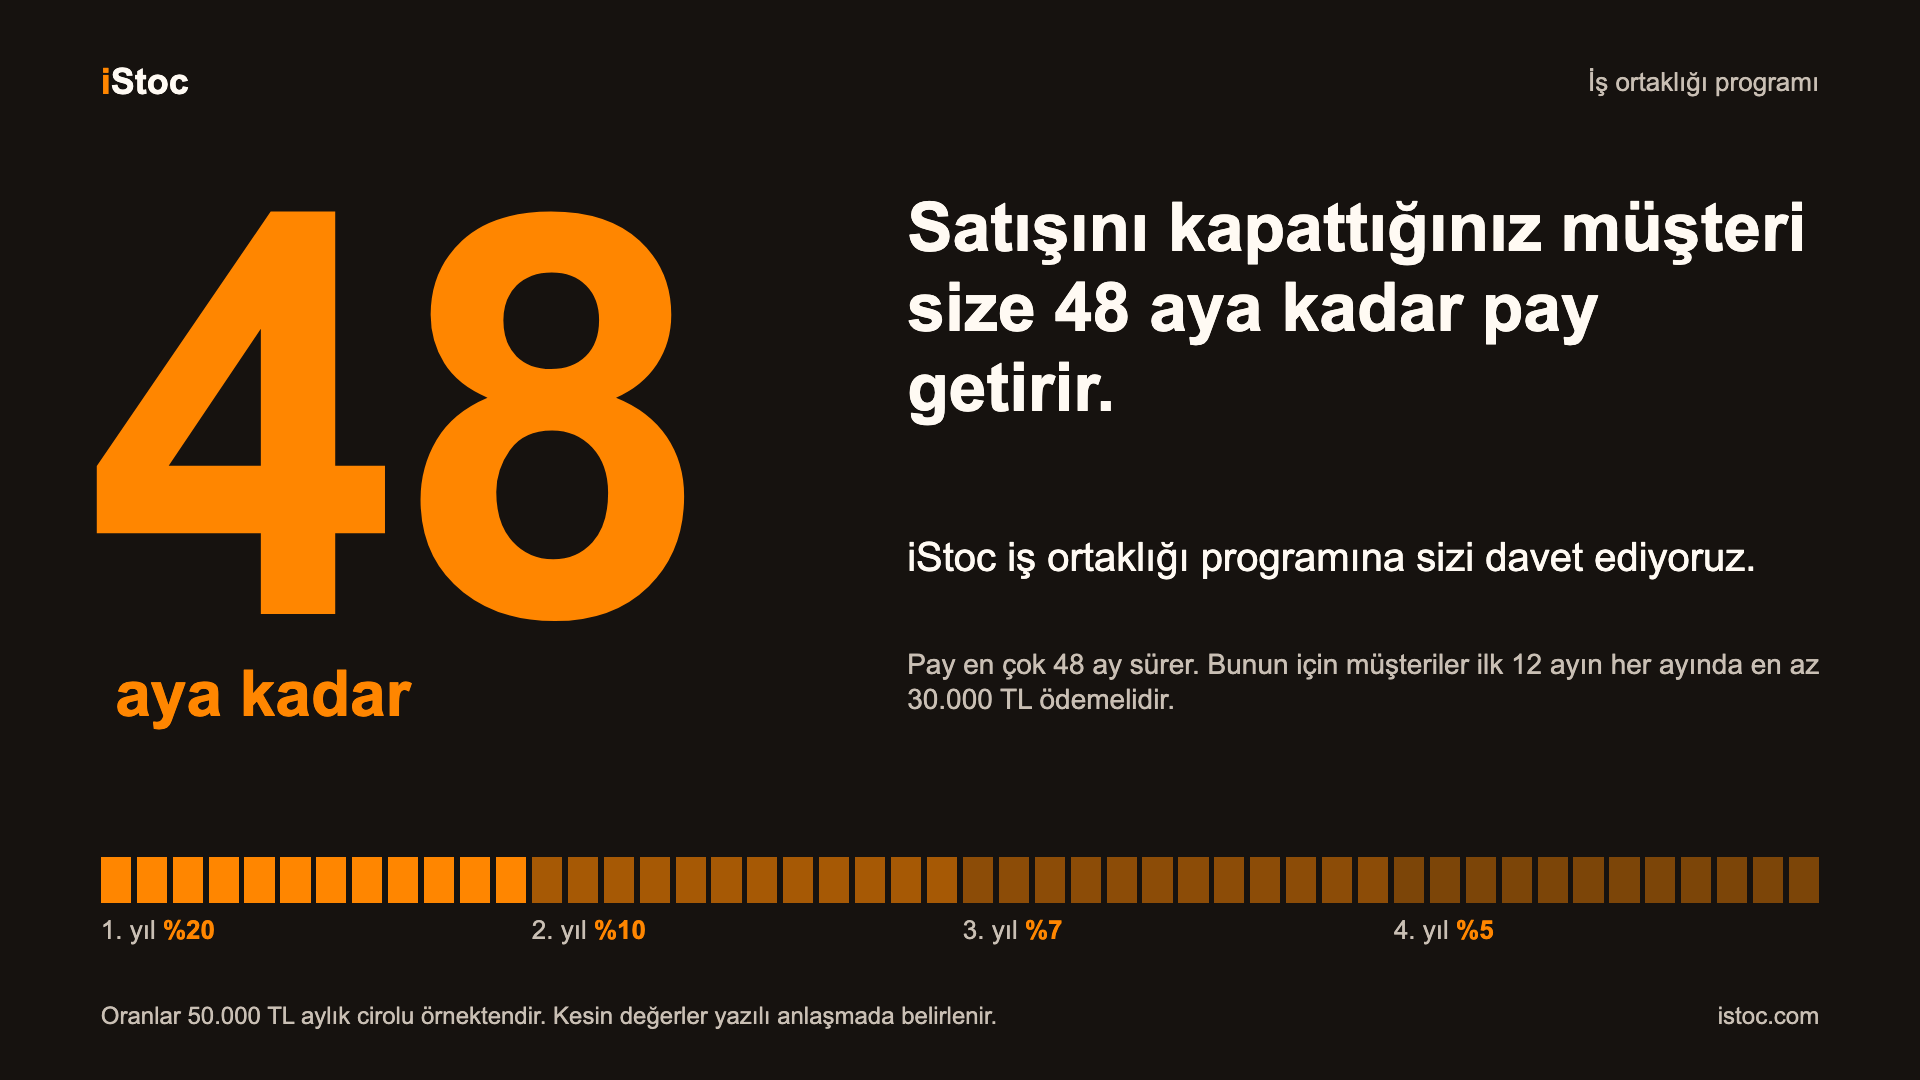 iStoc
İş ortaklığı programı
48
aya kadar
Satışını kapattığınız müşteri
size 48 aya kadar pay
getirir.
iStoc iş ortaklığı programına sizi davet ediyoruz.
Pay en çok 48 ay sürer. Bunun için müşteriler ilk 12 ayın her ayında en az
30.000 TL ödemelidir.
1. yıl %20
2. yıl %10
3. yıl %7
4. yıl %5
Oranlar 50.000 TL aylık cirolu örnektendir. Kesin değerler yazılı anlaşmada belirlenir.
istoc.com